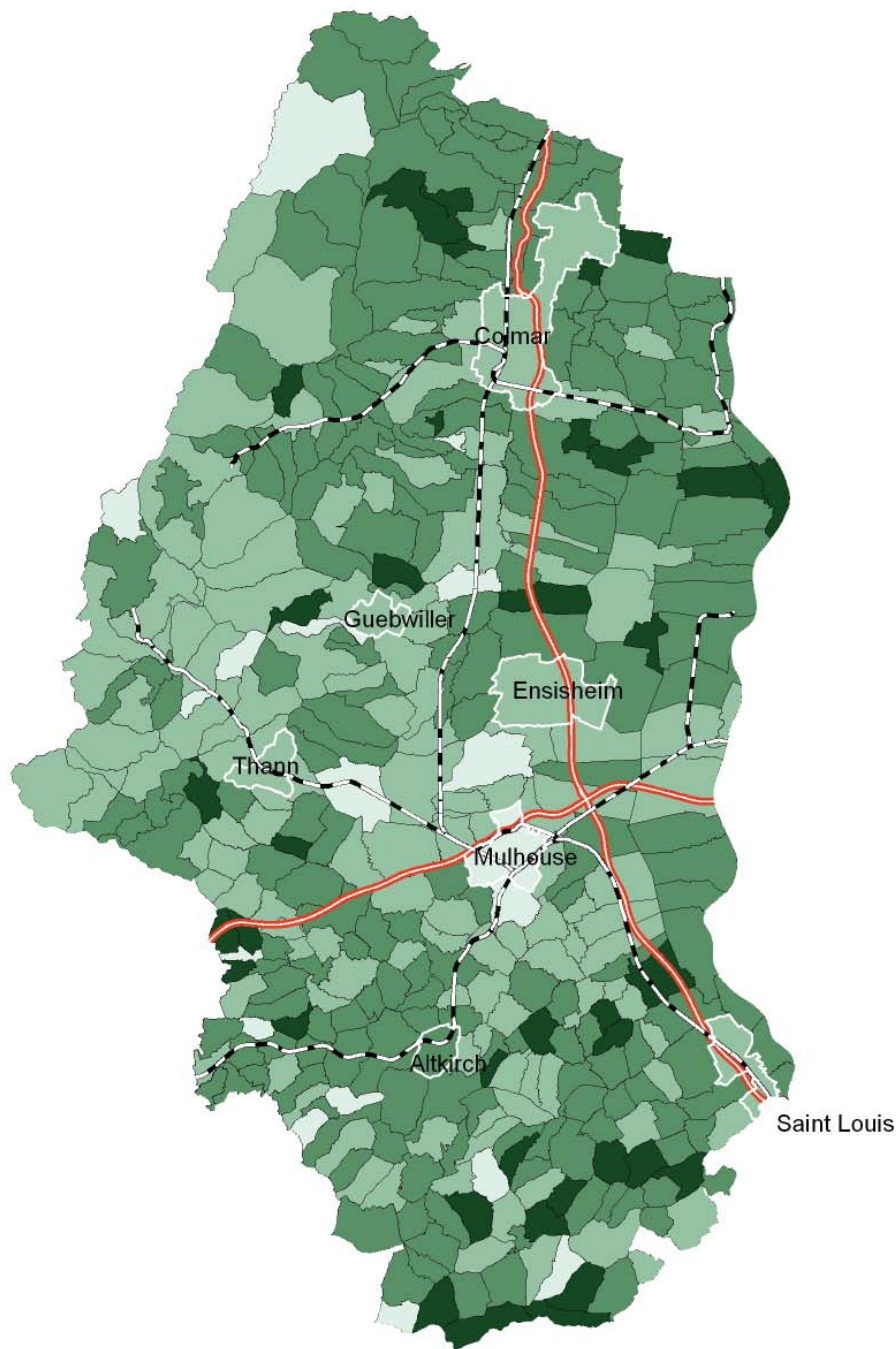 Colmar
Guebwiller
Ensisheim
Thann
Mulhouse
Altkirch
Saint Louis